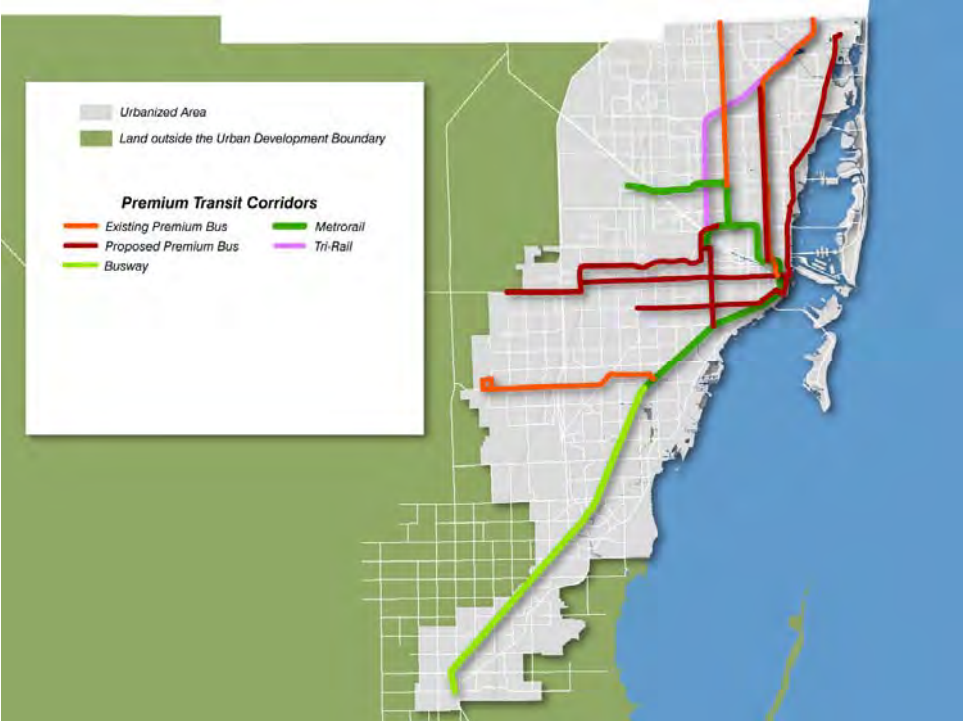 Urbanized Area
Land outside the Urban Development Boundary
Premium Transit Corridors
Existing Premium Bus
Metrorail
Proposed Premium Bus
Tri-Rail
Busway